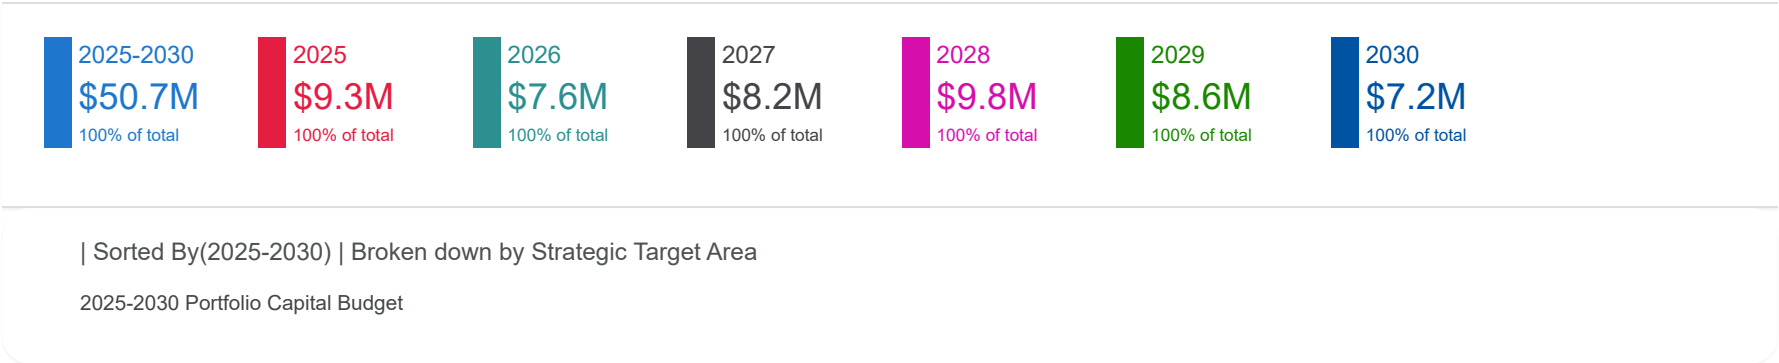 2025-2030
$50.7M
100% of total
2025
$9.3M
100% of total
2026
$7.6M
100% of total
2027
$8.2M
100% of total
2028
$9.8M
100% of total
2029
$8.6M
100% of total
2030
$7.2M
100% of total
| Sorted By(2025-2030) | Broken down by Strategic Target Area
2025-2030 Portfolio Capital Budget